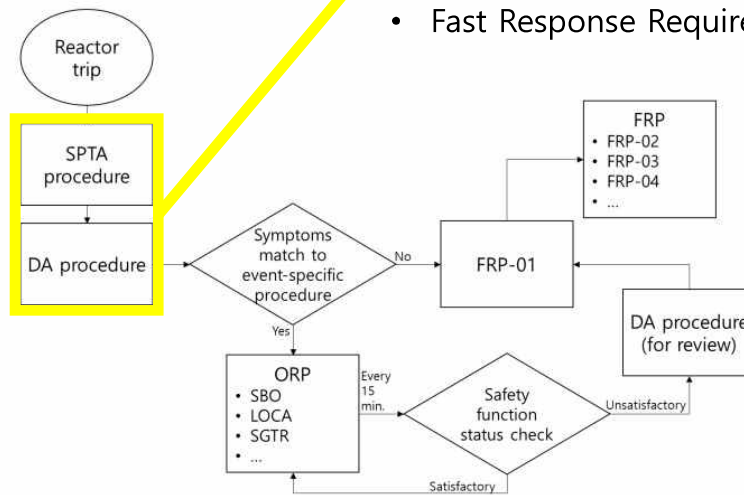 • Fast Response Require
Reactor
trip
SPTA
procedure
DA procedure
Symptoms
match to
event-specific
procedure
No
Yes
FRP-01
FRP
• FRP-02
• FRP-03
• FRP-04
• ...
DA procedure
(for review)
ORP
• SBO
• LOCA
• SGTR
• ...
Every
15
min.
Safety
function
status check
Unsatisfactory
Satisfactory